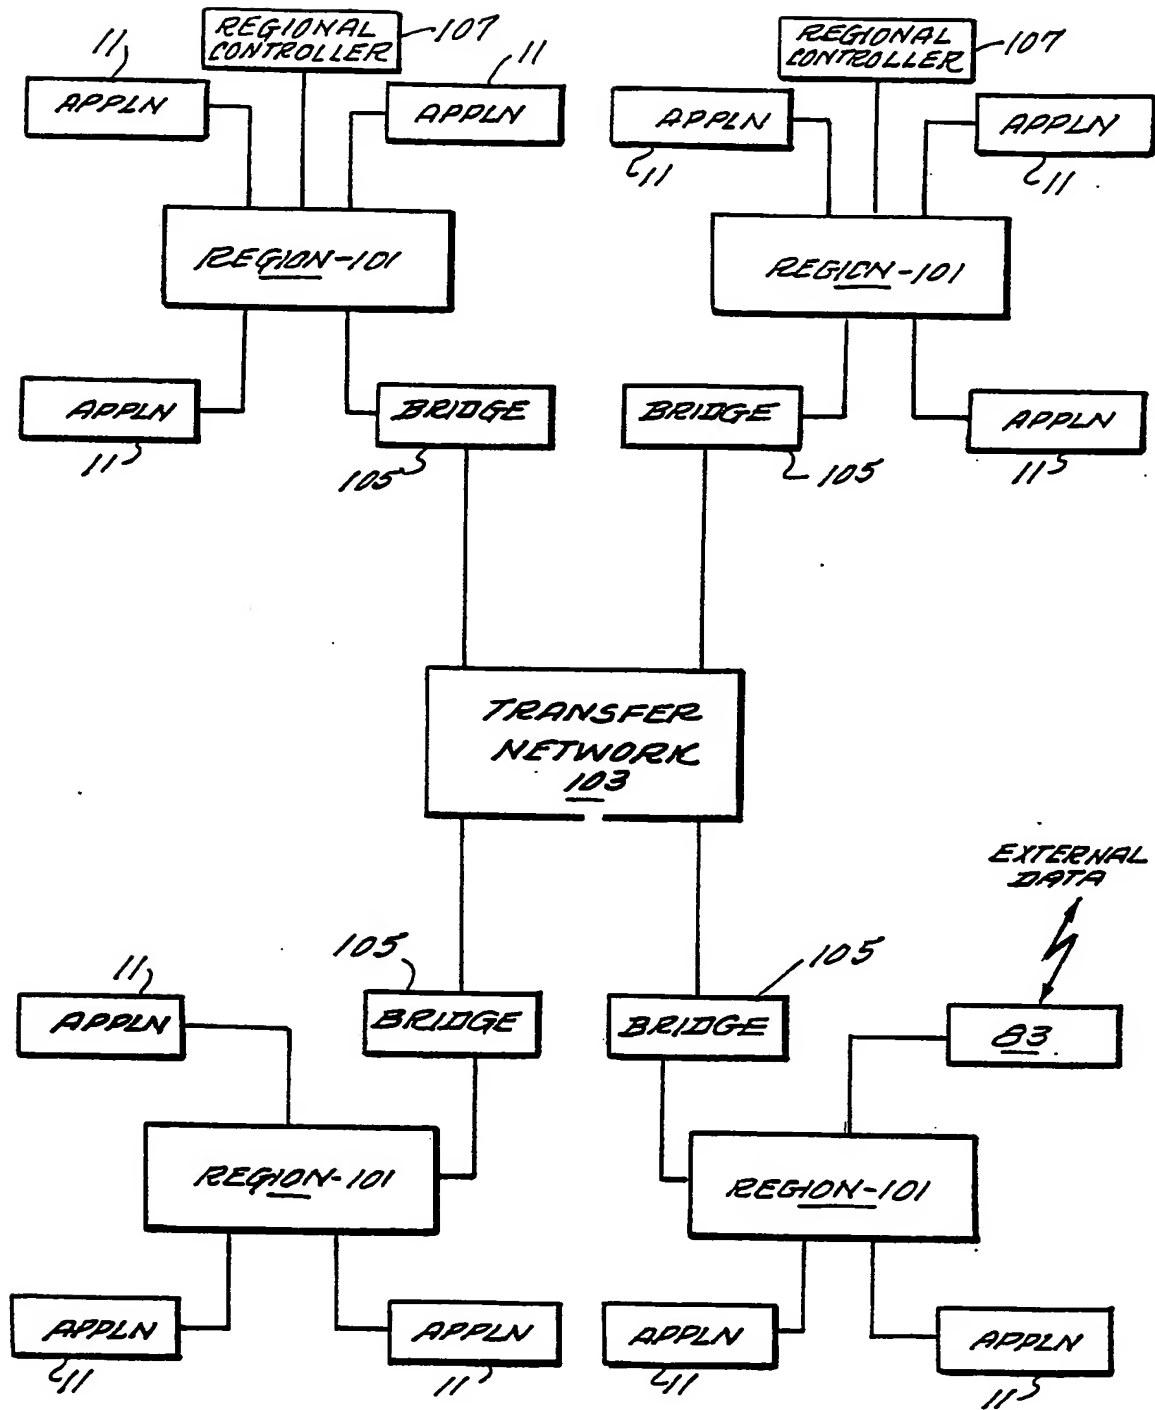 REGIONAL
CONTROLLER
107
11
APPLN
11
APPLN
REGION-101
APPLN
11
BRIDGE
105
REGIONAL
CONTROLLER
107
APPLN
11
APPLN
11
REGION-101
BRIDGE
105
APPLN
11
TRANSFER
NETWORK
103
EXTERNAL
DATA
11
APPLN
105
BRIDGE
REGION-101
APPLN
11
APPLN
11
105
BRIDGE
83
REGION-101
APPLN
11
APPLN
11